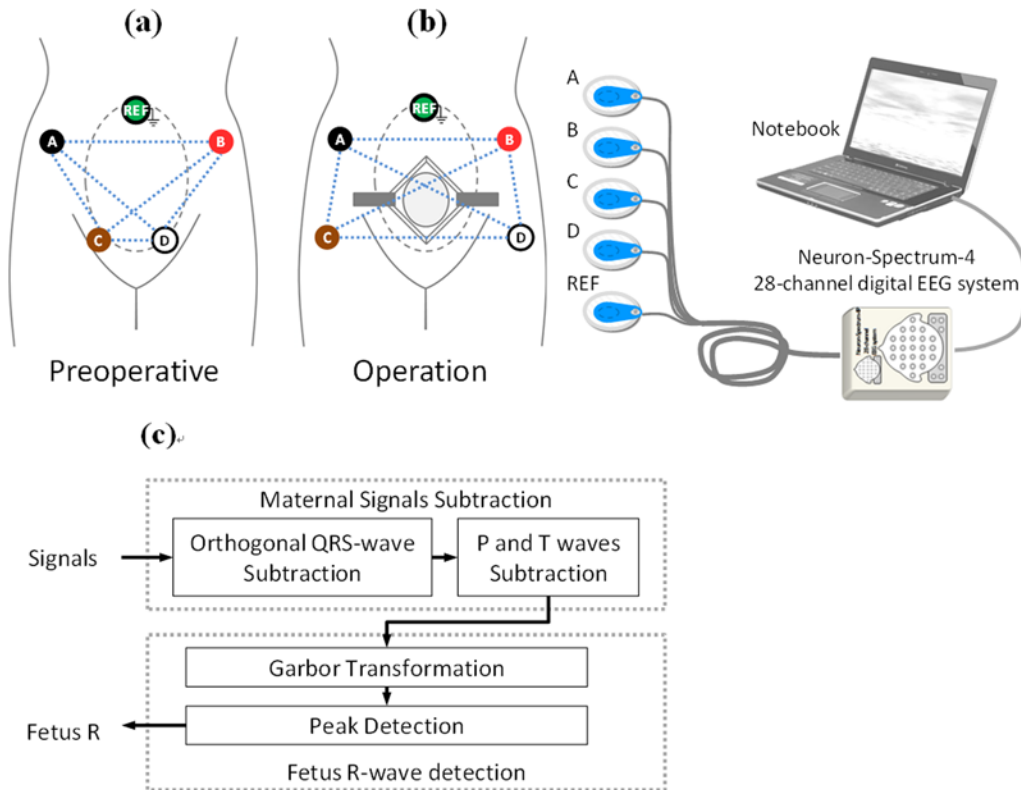 (a)
(b)
REF
A
B
C
D
Preoperative
REF
A
B
C
D
Operation
A
B
C
D
REF
Notebook
Neuron-Spectrum-4
28-channel digital EEG system
(c)
Maternal Signals Subtraction
Signals
Orthogonal QRS-wave
Subtraction
P and T waves
Subtraction
Garbor Transformation
Fetus R
Peak Detection
Fetus R-wave detection